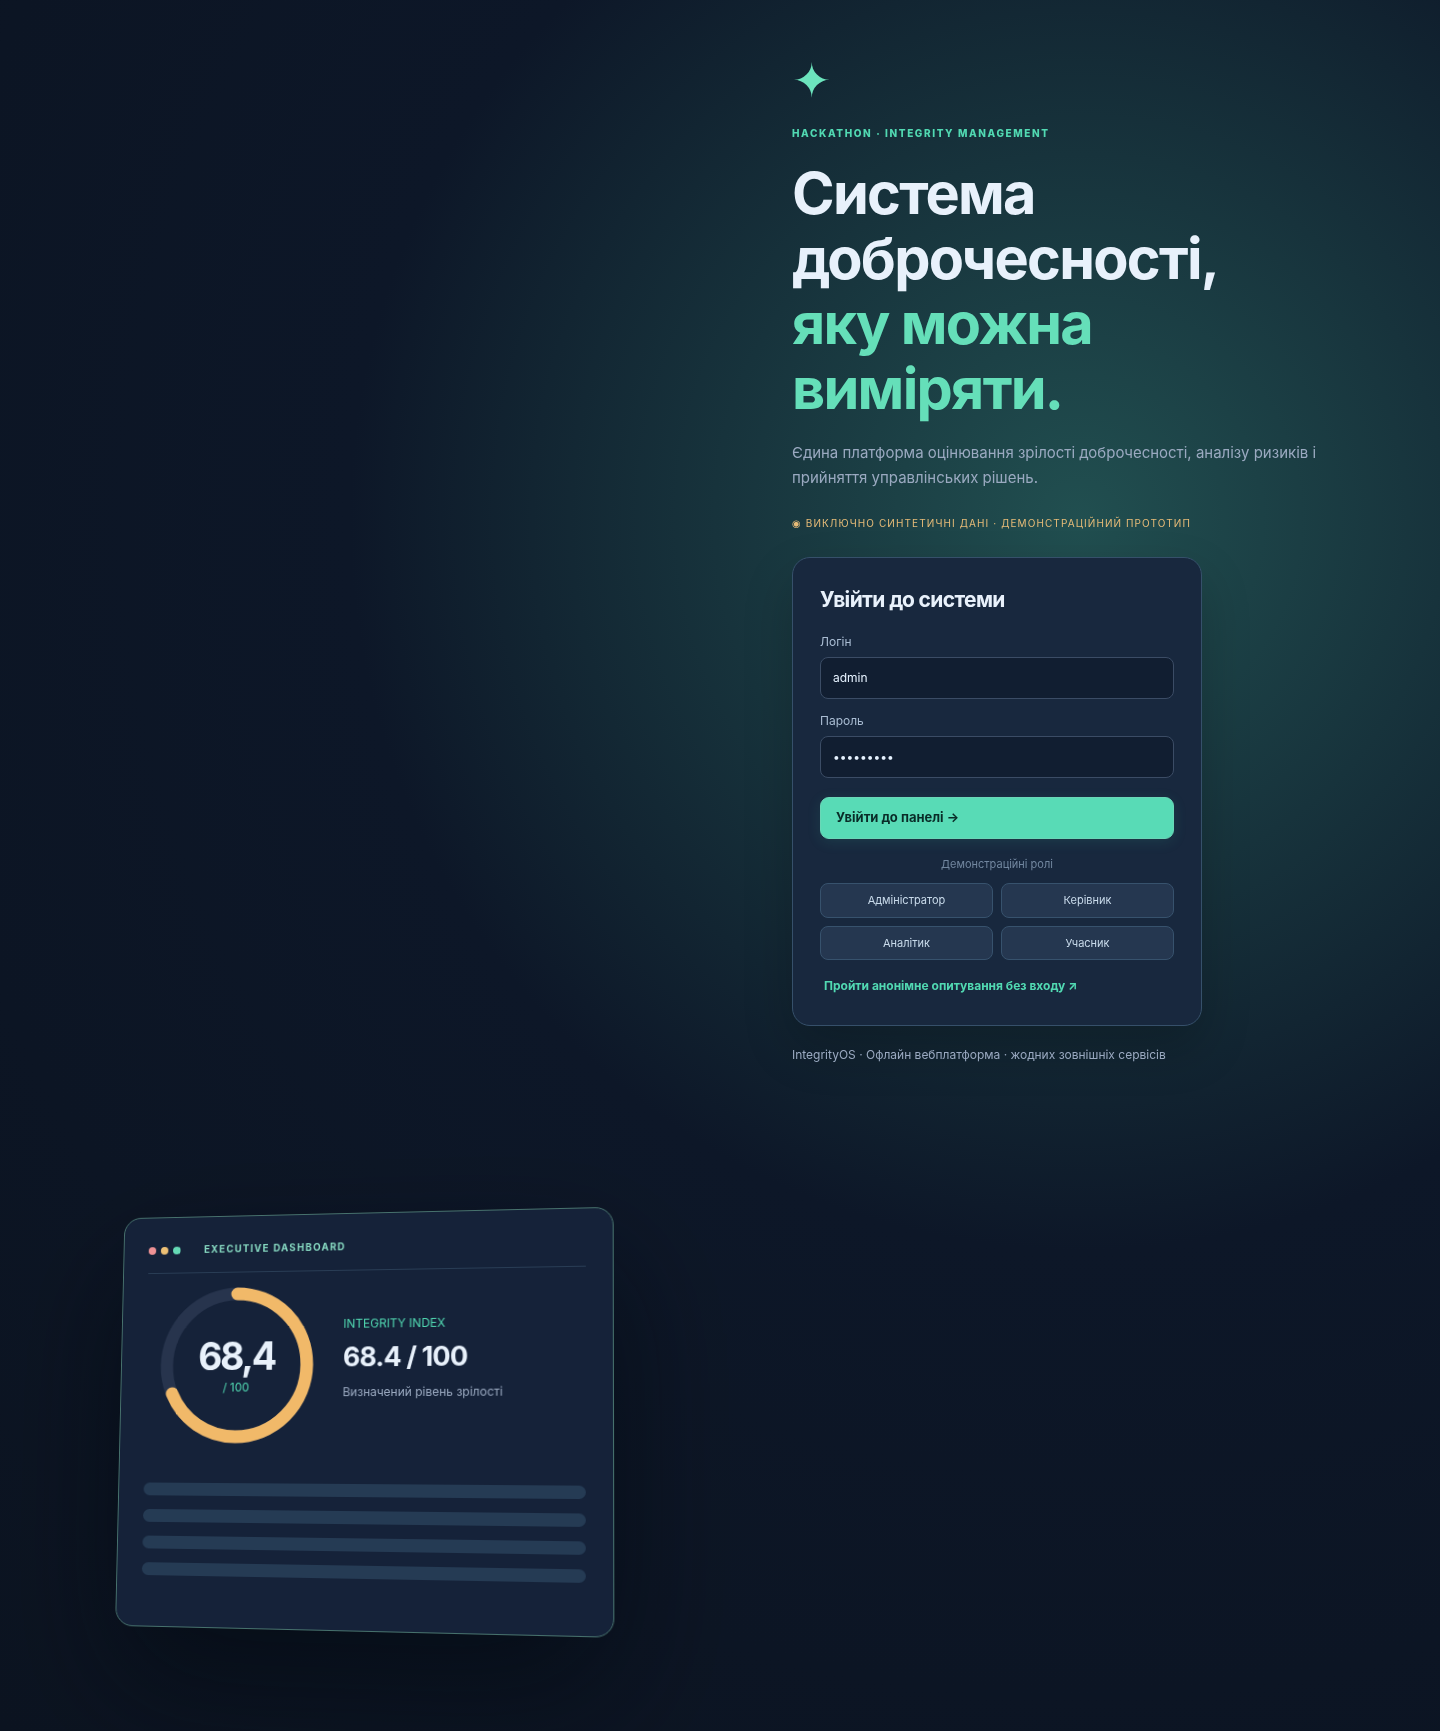 HACKATHON · INTEGRITY MANAGEMENT
Система
доброчесності,
яку можна
виміряти.
Єдина платформа оцінювання зрілості доброчесності, аналізу ризиків і
прийняття управлінських рішень.
◉ ВИКЛЮЧНО СИНТЕТИЧНІ ДАНІ · ДЕМОНСТРАЦІЙНИЙ ПРОТОТИП
Увійти до системи
Логін
admin
Пароль
•••••••••
Увійти до панелі →
Демонстраційні ролі
Адміністратор
Керівник
Аналітик
Учасник
Пройти анонімне опитування без входу ↗
IntegrityOS · Офлайн вебплатформа · жодних зовнішніх сервісів
EXECUTIVE DASHBOARD
68,4
/ 100
INTEGRITY INDEX
68.4 / 100
Визначений рівень зрілості